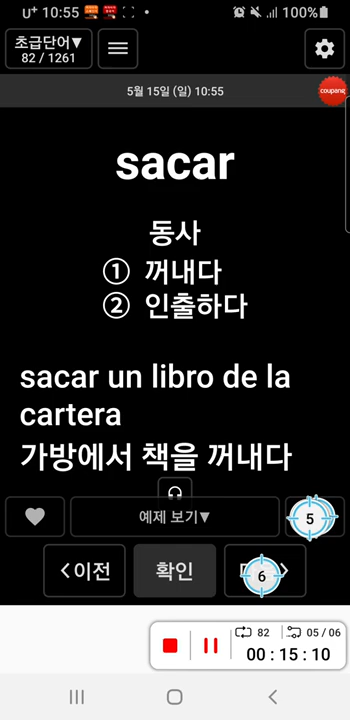 U+ 10:55 100%
초급단어▼
82 / 1261
5월 15일 (일) 10:55
coupang
sacar
동사
① 꺼내다
② 인출하다
sacar un libro de la
cartera
가방에서 책을 꺼내다
예제 보기▼
5
<이전
확인
6
82
05 / 06
00 : 15 : 10